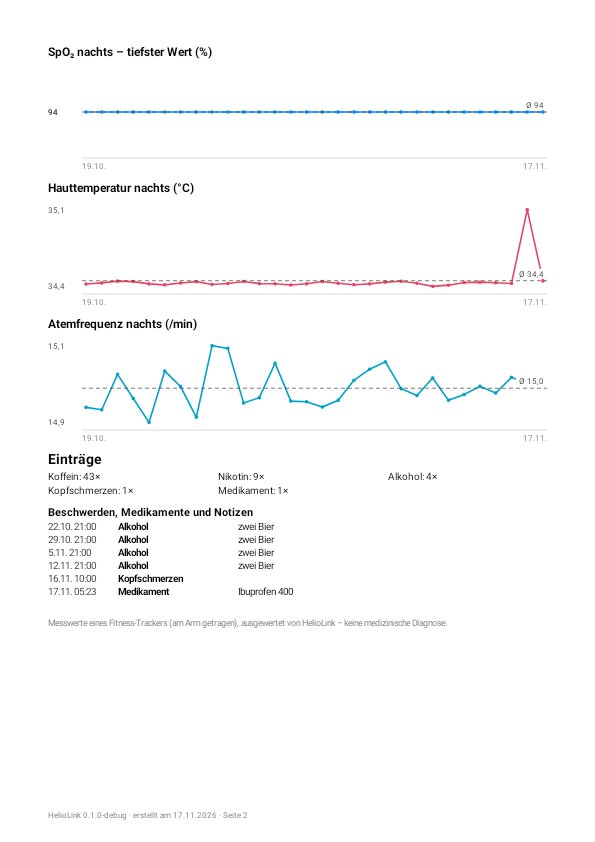 SpO₂ nachts – tiefster Wert (%)
Ø 94
94
19.10. 17.11.
Hauttemperatur nachts (°C)
35,1
Ø 34,4
34,4
19.10. 17.11.
Atemfrequenz nachts (/min)
15,1
Ø 15,0
14,9
19.10. 17.11.
Einträge
Koffein: 43× Nikotin: 9× Alkohol: 4×
Kopfschmerzen: 1× Medikament: 1×
Beschwerden, Medikamente und Notizen
22.10. 21:00 Alkohol zwei Bier
29.10. 21:00 Alkohol zwei Bier
5.11. 21:00 Alkohol zwei Bier
12.11. 21:00 Alkohol zwei Bier
16.11. 10:00 Kopfschmerzen
17.11. 05:23 Medikament Ibuprofen 400
Messwerte eines Fitness-Trackers (am Arm getragen), ausgewertet von HelioLink – keine medizinische Diagnose.
HelioLink 0.1.0-debug · erstellt am 17.11.2026 · Seite 2